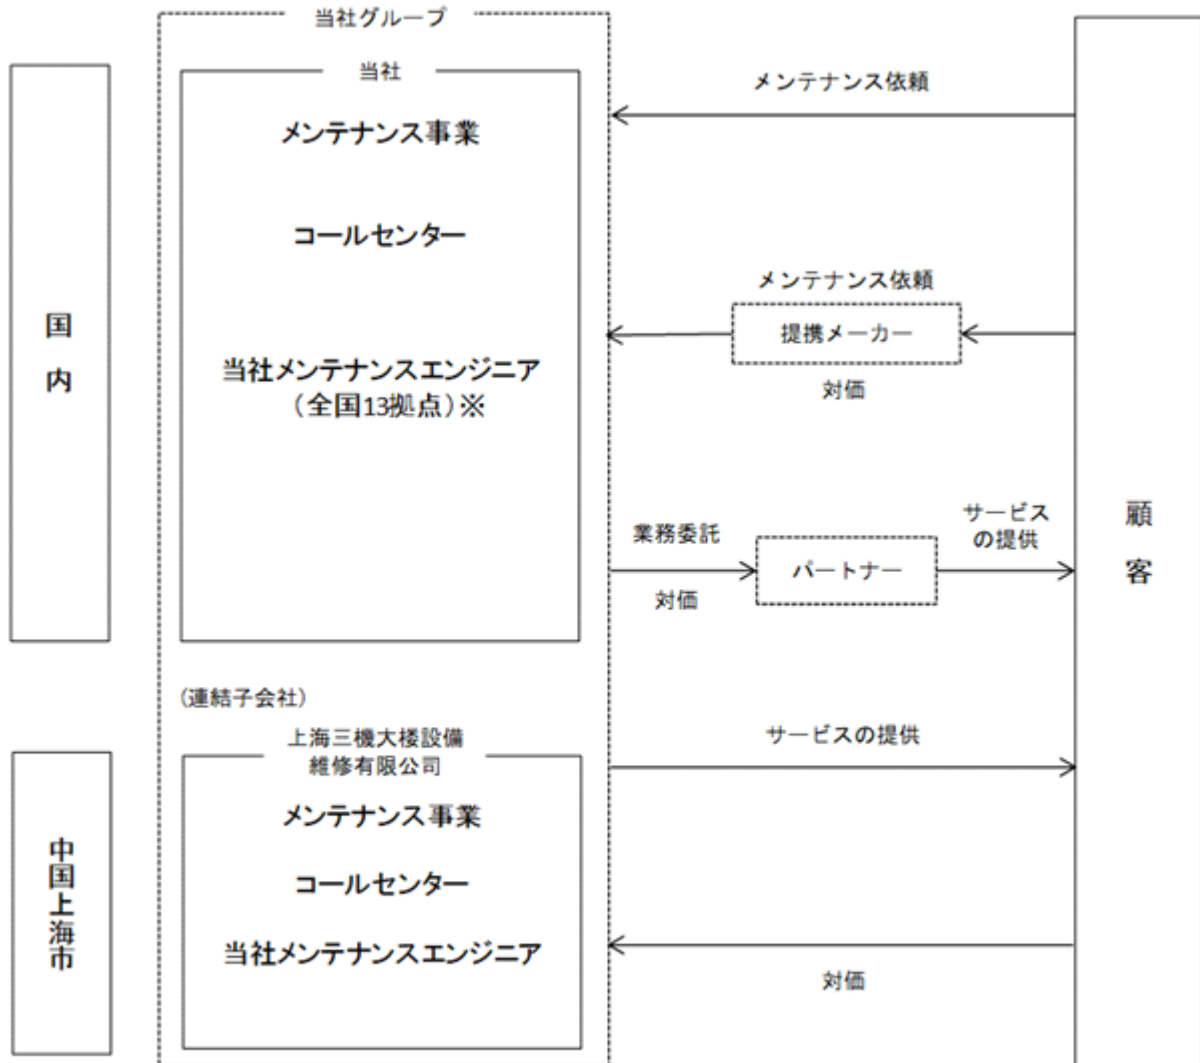 当社グループ
当社
メンテナンス事業
コールセンター
当社メンテナンスエンジニア
（全国13拠点）※
国内
メンテナンス依頼
メンテナンス依頼
提携メーカー
対価
業務委託
対価
パートナー
サービス
の提供
顧客
(連結子会社)
上海三機大楼設備
維修有限公司
メンテナンス事業
コールセンター
当社メンテナンスエンジニア
中国上海市
サービスの提供
対価